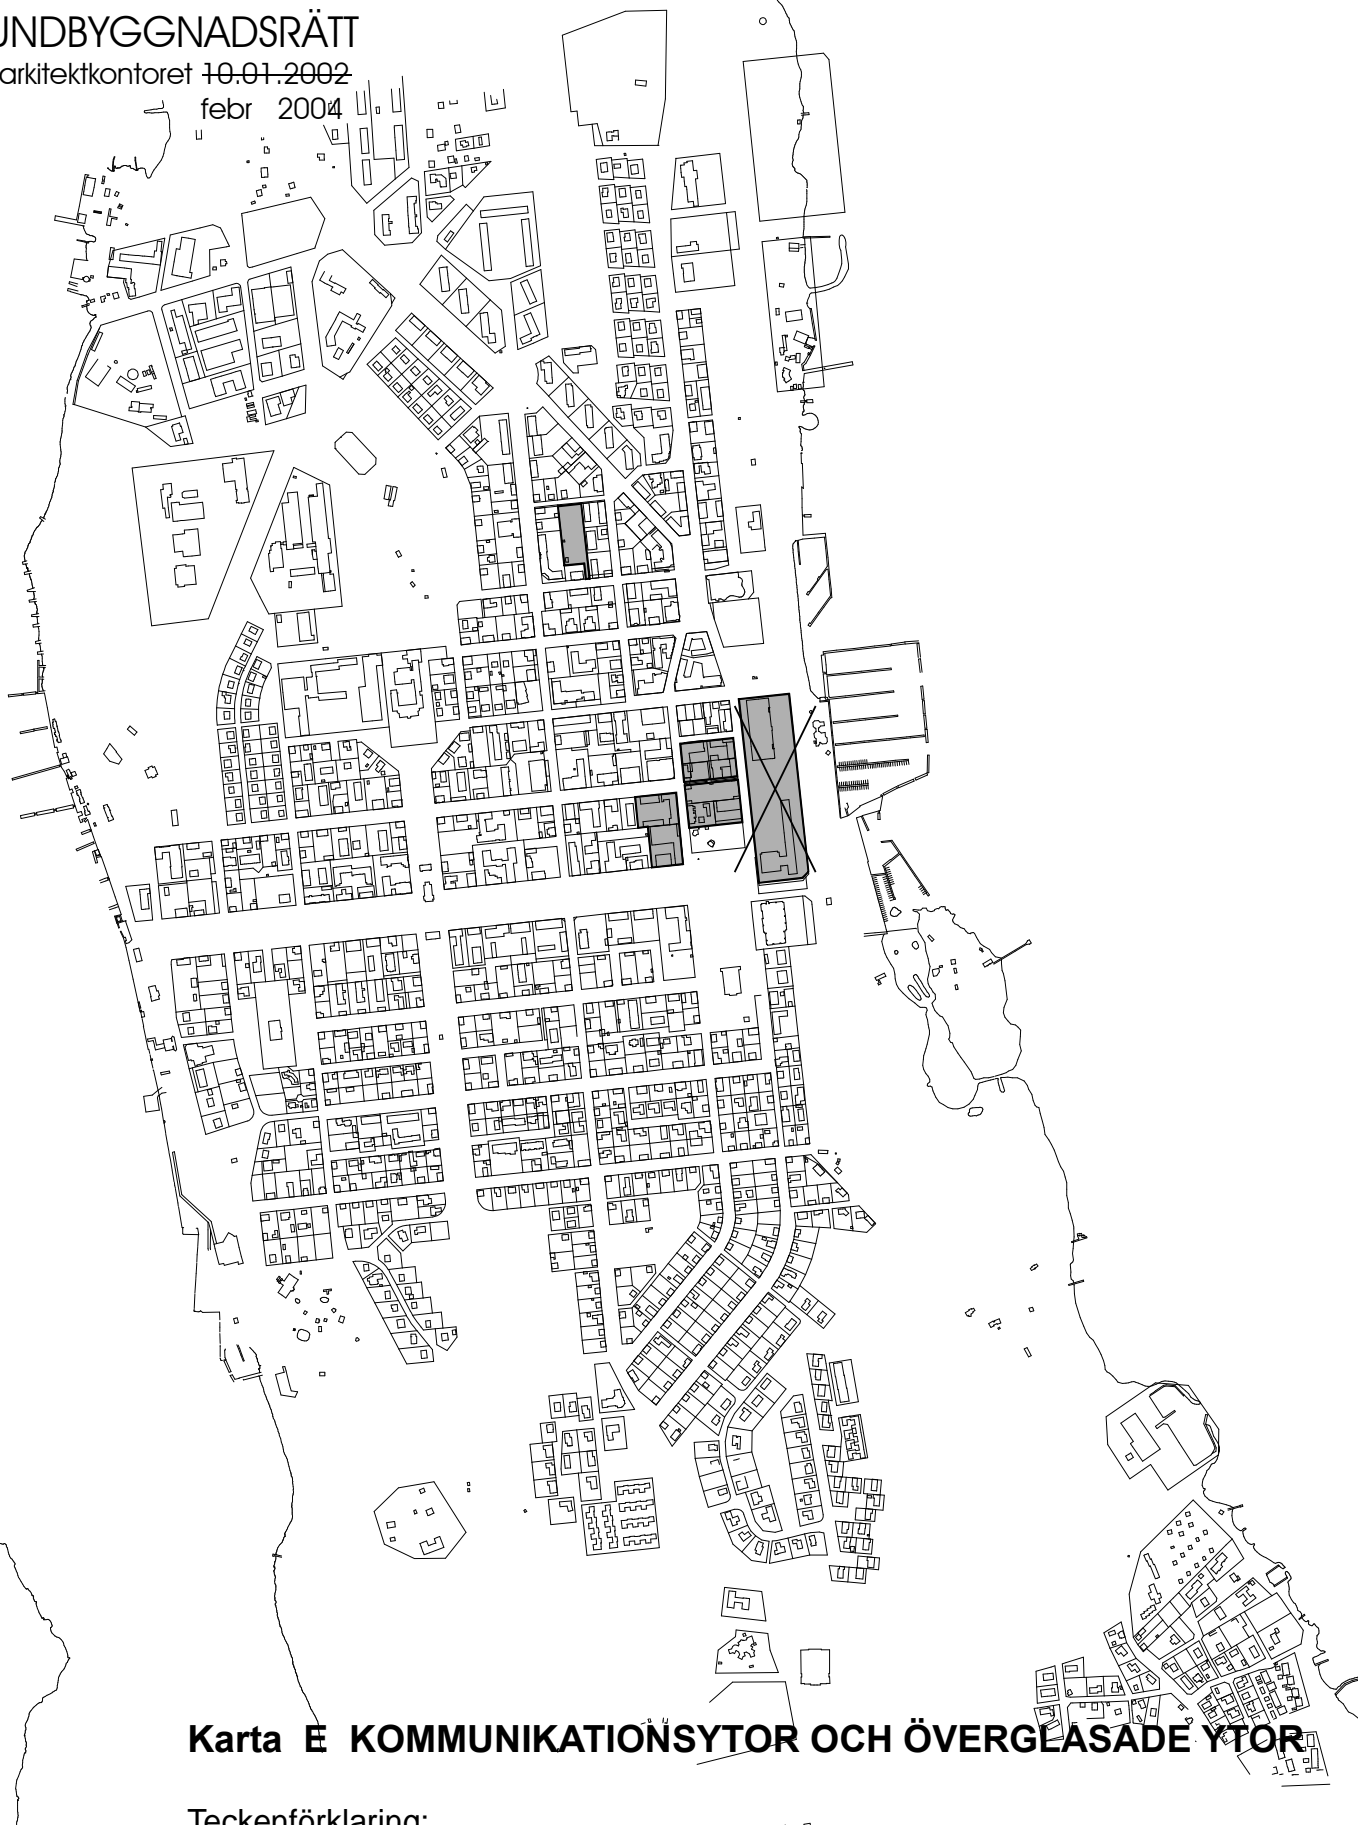 UNDBYGGNADSRÄTT
arkitektkontoret 10.01.2002
febr 2004
Karta E KOMMUNIKATIONSYTOR OCH ÖVERGLASADE YTOR
Teckenförklaring: